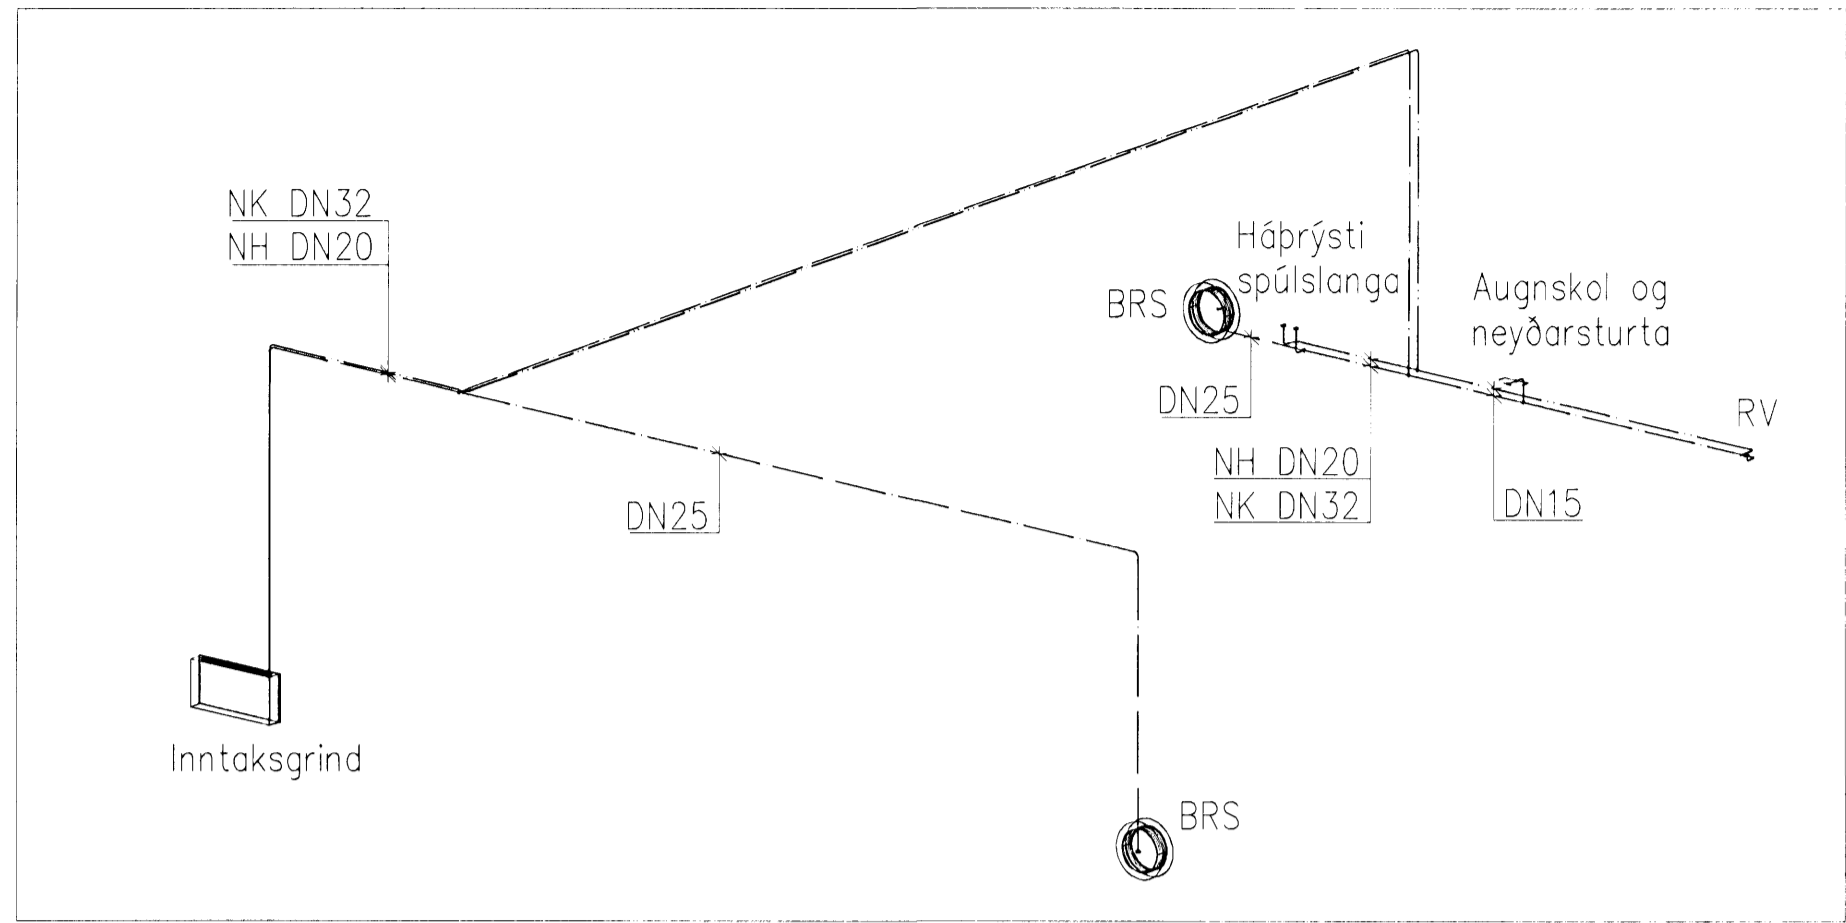 NK DN32
NH DN20
Háþrýsti
spúlslanga
BRS
Augnskol og
neyðarsturta
DN25
RV
NH DN20
NK DN32
DN15
DN25
Inntaksgrind
BRS